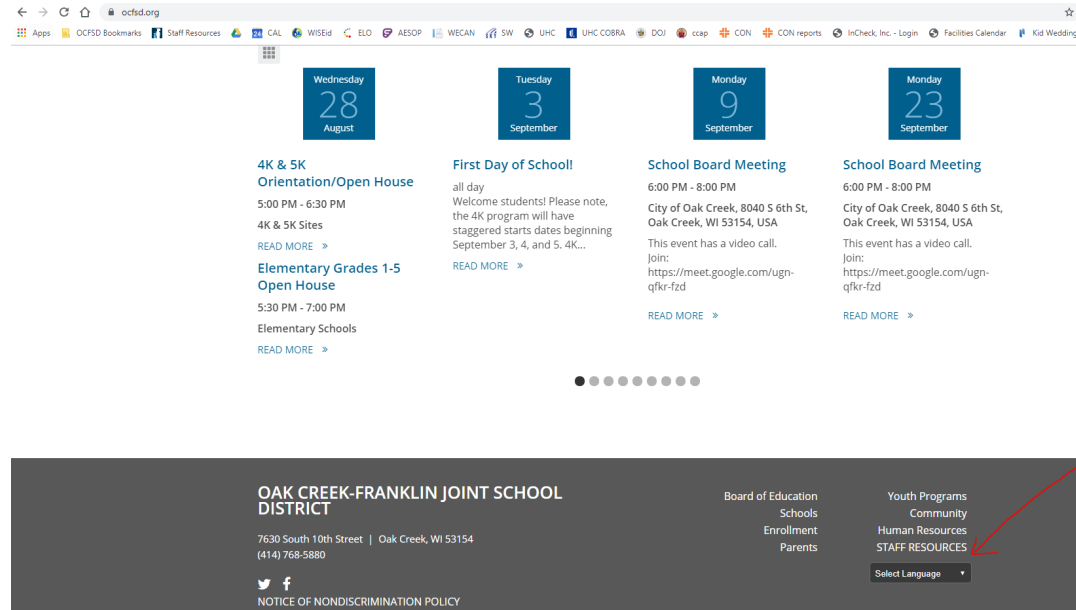 ocfsd.org
Apps OCFSD Bookmarks Staff Resources 24 CAL WISEid ELO AESOP WECAN SW UHC UHC COBRA DOJ ccap CON CON reports InCheck, Inc. - Login Facilities Calendar Kid Wedding
Wednesday
28
August
4K & 5K
Orientation/Open House
5:00 PM - 6:30 PM
4K & 5K Sites
READ MORE »
Elementary Grades 1-5
Open House
5:30 PM - 7:00 PM
Elementary Schools
READ MORE »
Tuesday
3
September
First Day of School!
all day
Welcome students! Please note,
the 4K program will have
staggered starts dates beginning
September 3, 4, and 5. 4K...
READ MORE »
Monday
9
September
School Board Meeting
6:00 PM - 8:00 PM
City of Oak Creek, 8040 S 6th St,
Oak Creek, WI 53154, USA
This event has a video call.
Join:
https://meet.google.com/ugn-
qfkr-fzd
READ MORE »
Monday
23
September
School Board Meeting
6:00 PM - 8:00 PM
City of Oak Creek, 8040 S 6th St,
Oak Creek, WI 53154, USA
This event has a video call.
Join:
https://meet.google.com/ugn-
qfkr-fzd
READ MORE »
OAK CREEK-FRANKLIN JOINT SCHOOL
DISTRICT
7630 South 10th Street | Oak Creek, WI 53154
(414) 768-5880
NOTICE OF NONDISCRIMINATION POLICY
Board of Education
Schools
Enrollment
Parents
Youth Programs
Community
Human Resources
STAFF RESOURCES
Select Language